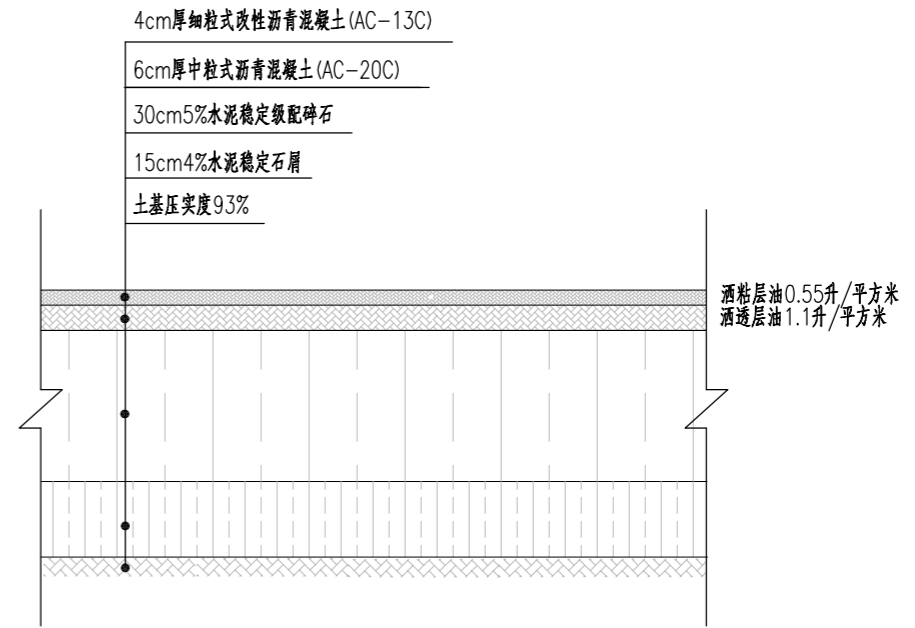 4cm厚细粒式改性沥青混凝土(AC-13C)
6cm厚中粒式沥青混凝土(AC-20C)
30cm5%水泥稳定级配碎石
15cm4%水泥稳定石屑
土基压实度93%
洒粘层油0.55升/平方米
洒透层油1.1升/平方米